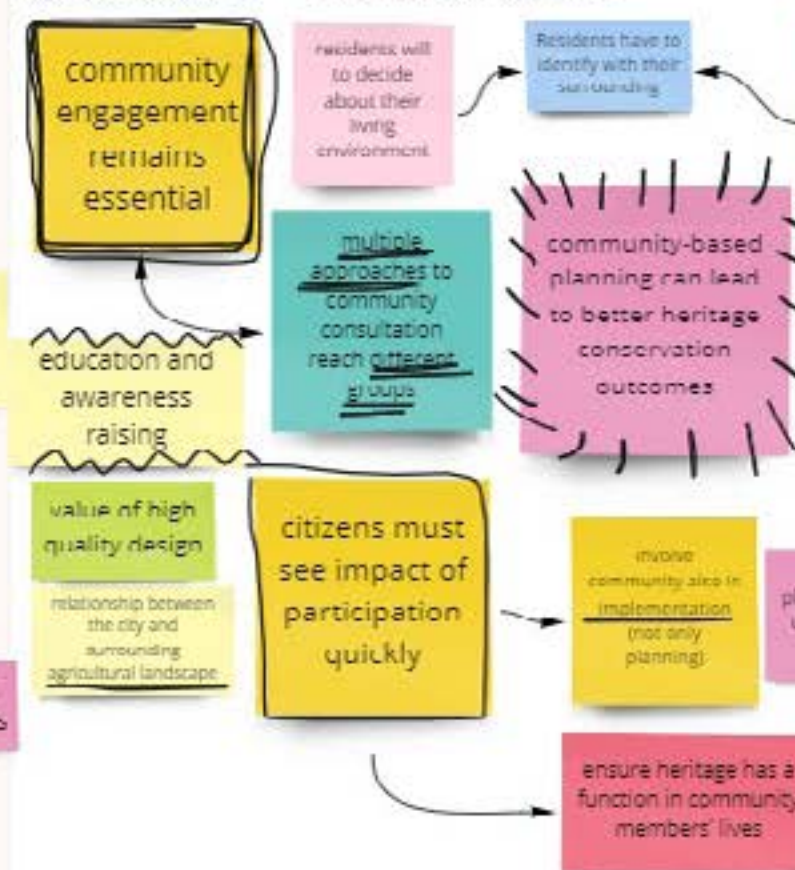 community
engagement
remains
essential
residents will
to decide
about their
living
environment
Residents have to
identify with their
surrounding
multiple
approaches to
community
consultation
reach different
groups
community-based
planning can lead
to better heritage
conservation
outcomes
education and
awareness
raising
value of high
quality design
relationship between
the city and
surrounding
agricultural landscape
citizens must
see impact of
participation
quickly
involve
community also in
implementation
(not only
planning)
ensure heritage has a
function in community
members' lives